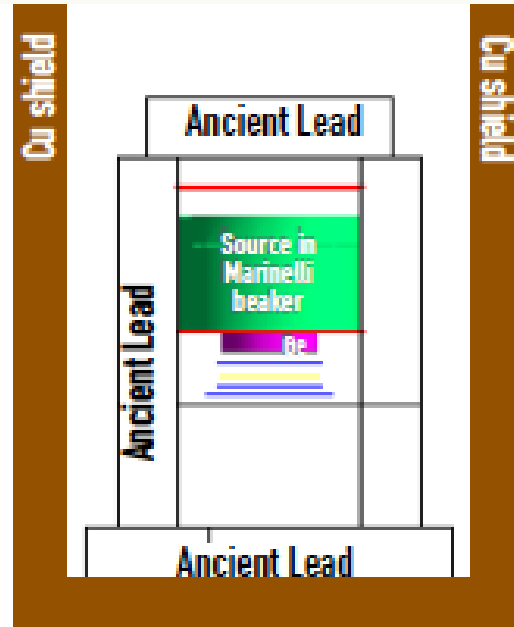 Cu shield
Cu shield
Ancient Lead
Source in
Marinelli
beaker
Ge
Ancient Lead
Ancient Lead